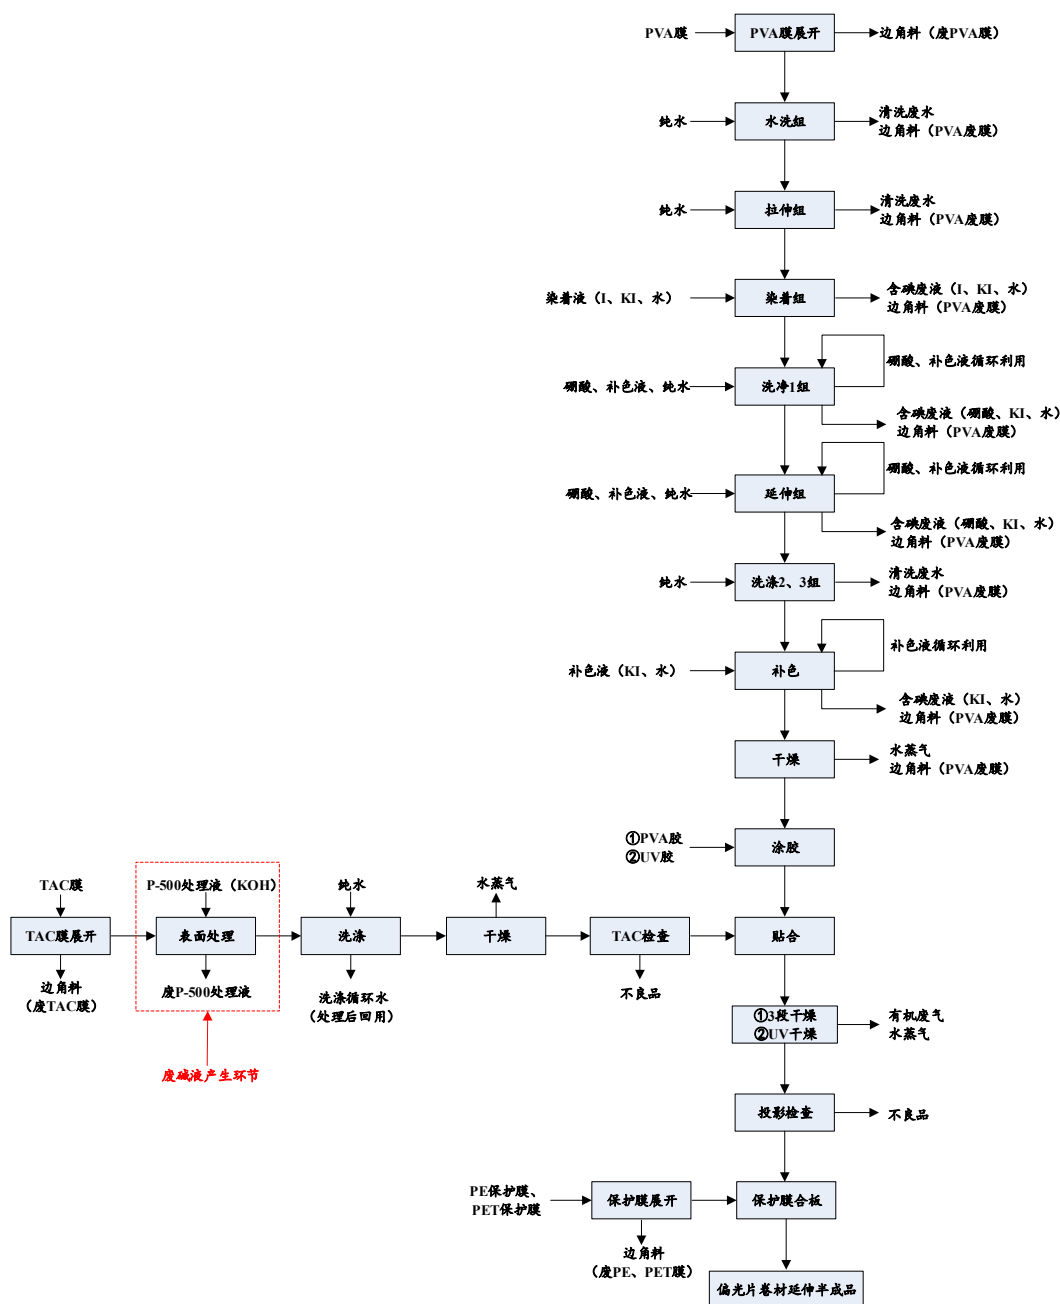 PVA膜
PVA膜展开
边角料（废PVA膜）
纯水
水洗组
清洗废水
边角料（PVA废膜）
纯水
拉伸组
清洗废水
边角料（PVA废膜）
染着液（I、KI、水）
染着组
含碘废液（I、KI、水）
边角料（PVA废膜）
硼酸、补色液循环利用
硼酸、补色液、纯水
洗净1组
含碘废液（硼酸、KI、水）
边角料（PVA废膜）
硼酸、补色液循环利用
硼酸、补色液、纯水
延伸组
含碘废液（硼酸、KI、水）
边角料（PVA废膜）
纯水
洗涤2、3组
清洗废水
边角料（PVA废膜）
补色液循环利用
补色液（KI、水）
补色
含碘废液（KI、水）
边角料（PVA废膜）
干燥
水蒸气
边角料（PVA废膜）
①PVA胶
②UV胶
涂胶
TAC膜
P-500处理液（KOH）
纯水
水蒸气
TAC膜展开
表面处理
洗涤
干燥
TAC检查
贴合
边角料
（废TAC膜）
废P-500处理液
洗涤循环水
（处理后回用）
不良品
废碱液产生环节
①3段干燥
②UV干燥
有机废气
水蒸气
投影检查
不良品
PE保护膜、
PET保护膜
保护膜展开
保护膜合板
边角料
（废PE、PET膜）
偏光片卷材延伸半成品